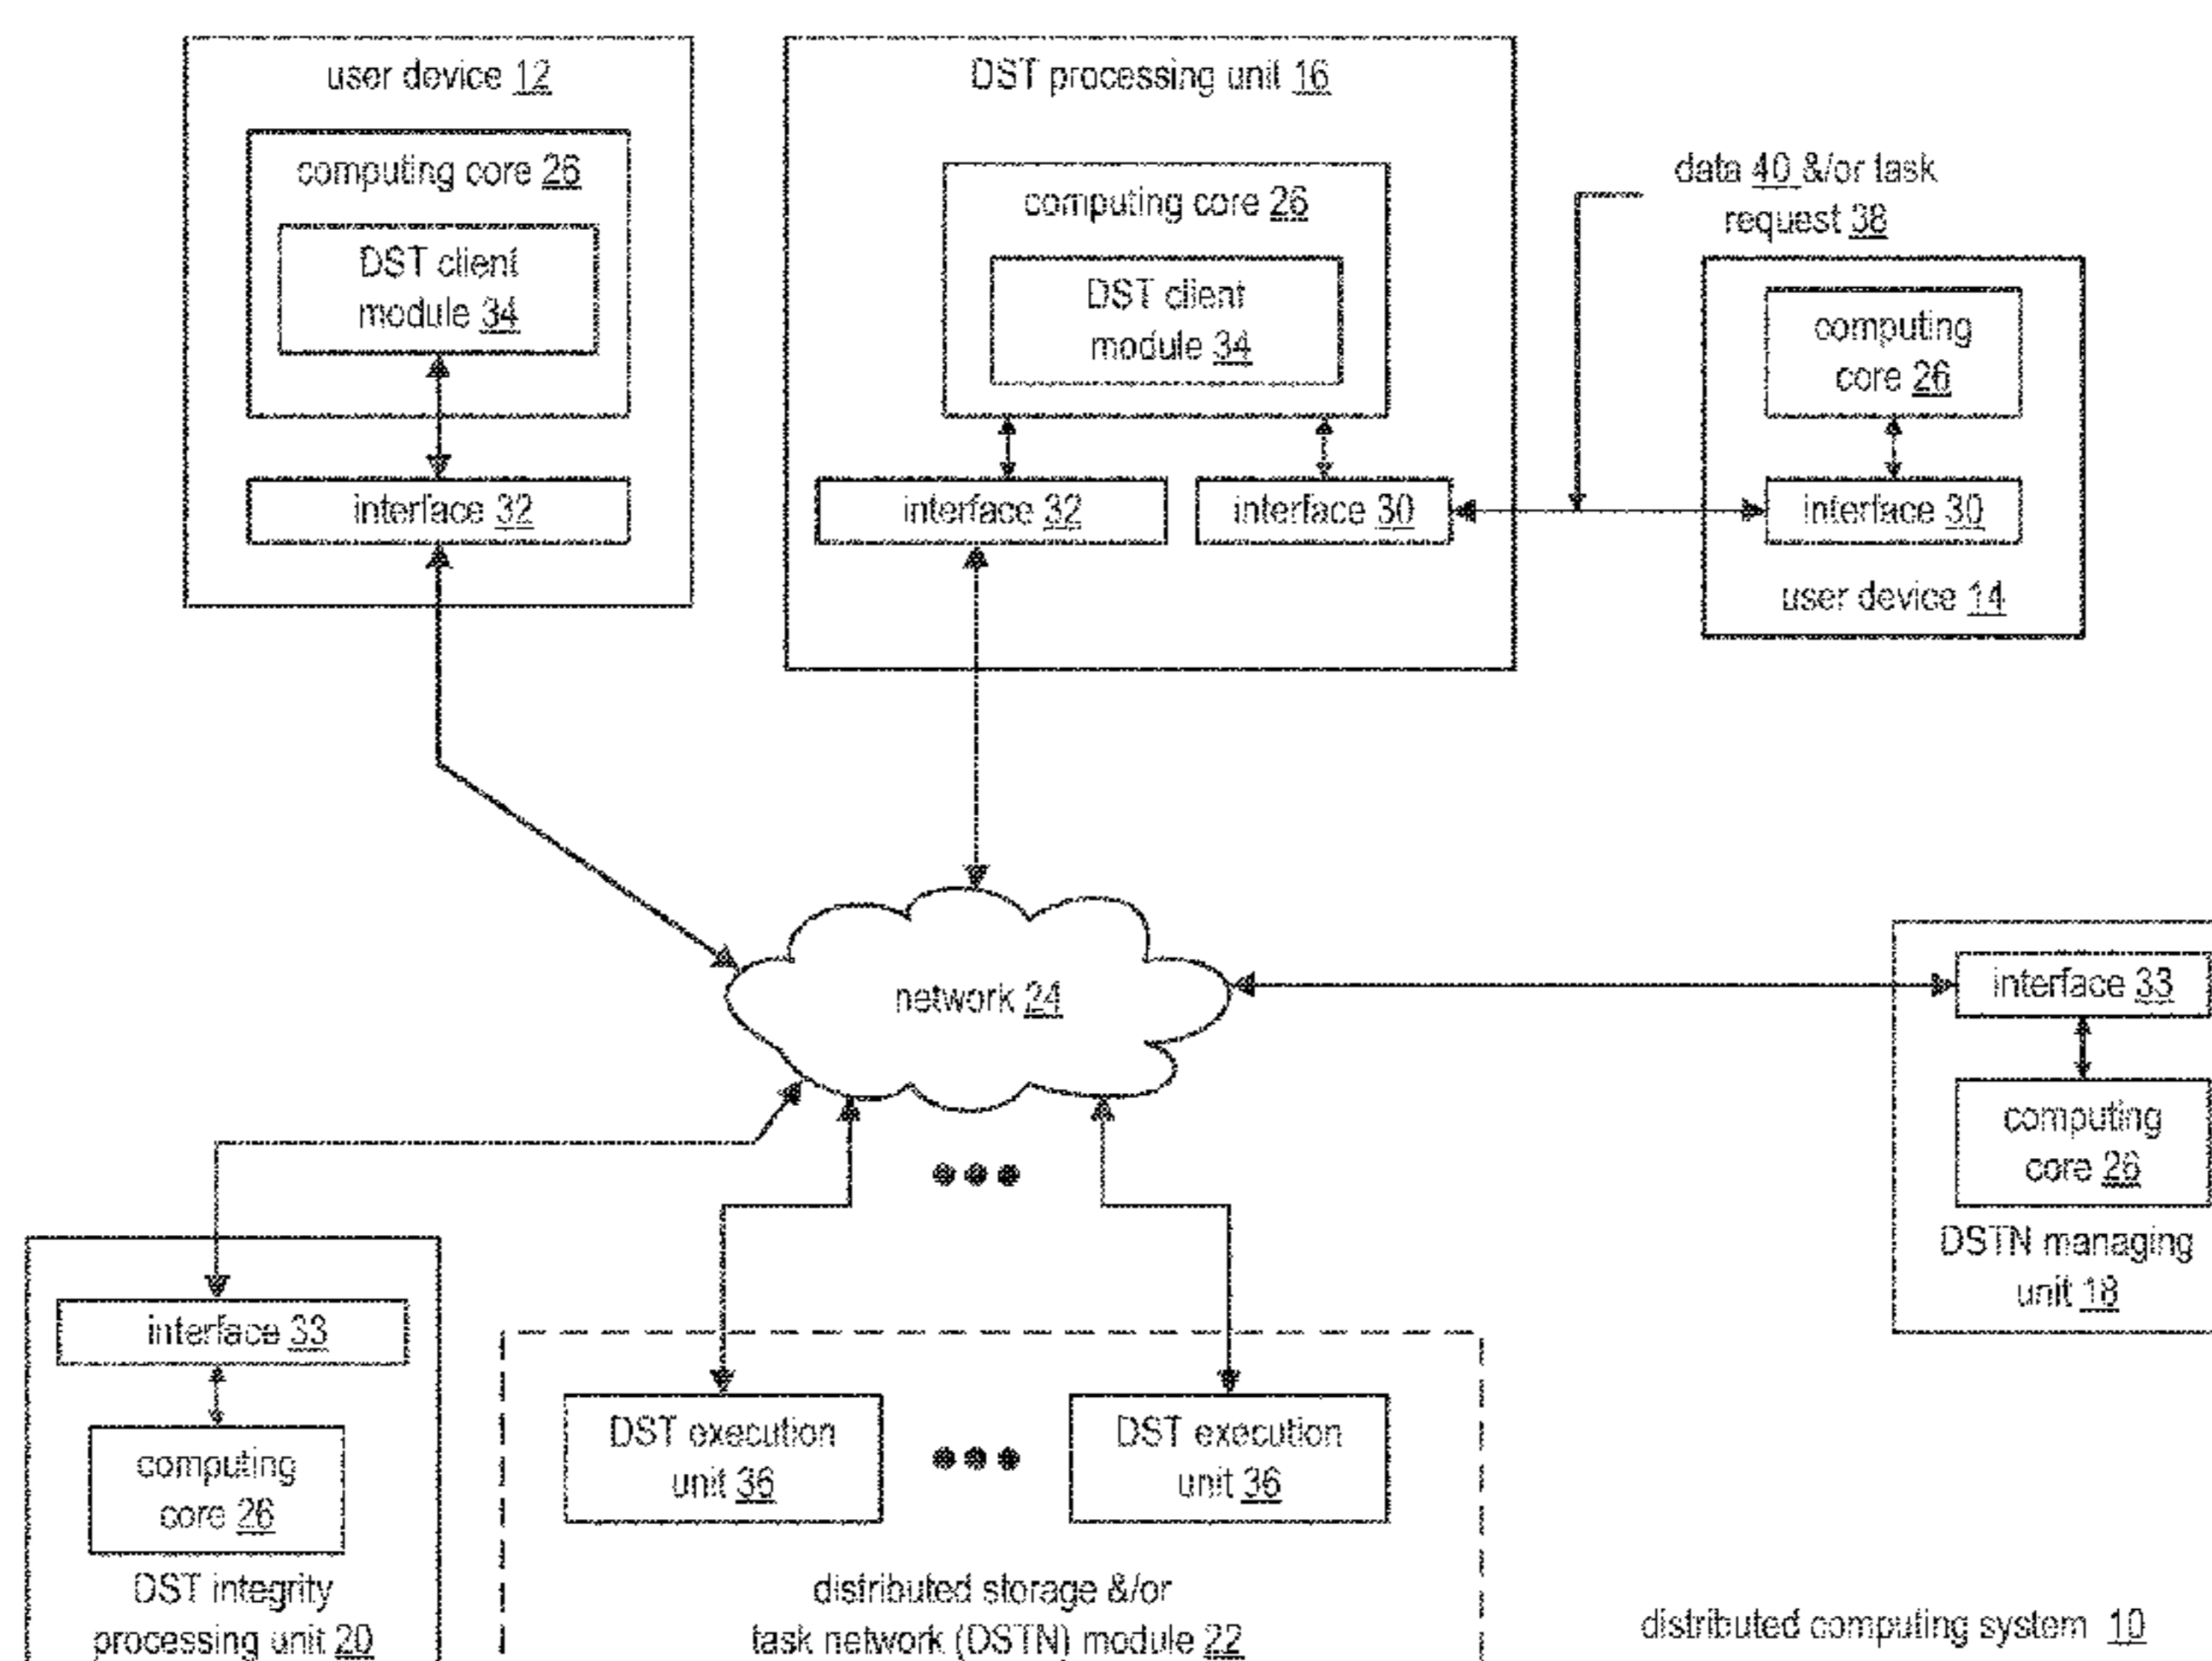 user device 12
computing core 26
DST client
module 34
interface 32
DST processing unit 16
computing core 26
DST client
module 34
interface 32
interface 30
data 40 &/or task
request 38
computing
core 26
interface 30
user device 14
network 24
interface 33
computing
core 26
DSTN managing
unit 18
interface 33
computing
core 26
DST integrity
processing unit 20
DST execution
unit 36
DST execution
unit 36
distributed storage &/or
task network (DSTN) module 22
distributed computing system 10